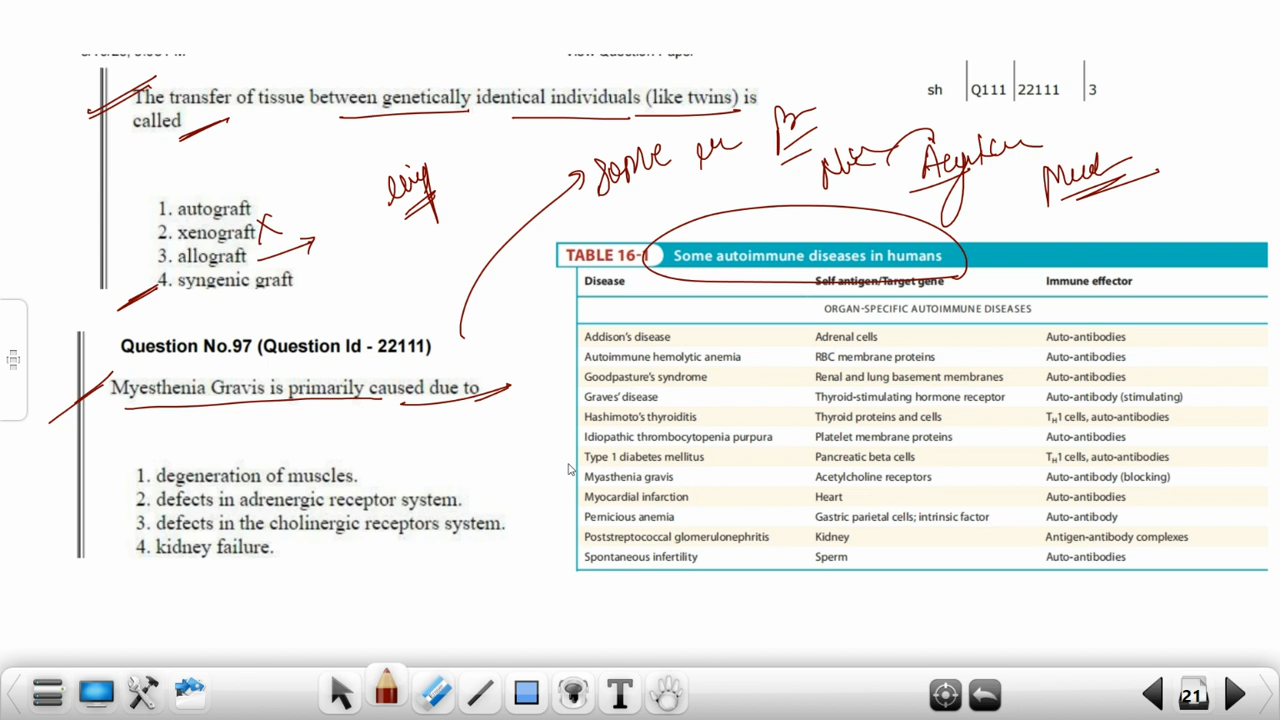 The transfer of tissue between genetically identical individuals (like twins) is
called
1. autograft
2. xenograft X
3. allograft
4. syngenic graft
Question No.97 (Question Id - 22111)
Myesthenia Gravis is primarily caused due to
1. degeneration of muscles.
2. defects in adrenergic receptor system.
3. defects in the cholinergic receptors system.
4. kidney failure.
sh Q111 22111 3
some
TABLE 16-1 Some autoimmune diseases in humans
Disease Self antigen/Target gene Immune effector
ORGAN-SPECIFIC AUTOIMMUNE DISEASES
Addison's disease Adrenal cells Auto-antibodies
Autoimmune hemolytic anemia RBC membrane proteins Auto-antibodies
Goodpasture's syndrome Renal and lung basement membranes Auto-antibodies
Graves' disease Thyroid-stimulating hormone receptor Auto-antibody (stimulating)
Hashimoto's thyroiditis Thyroid proteins and cells TH1 cells, auto-antibodies
Idiopathic thrombocytopenia purpura Platelet membrane proteins Auto-antibodies
Type 1 diabetes mellitus Pancreatic beta cells TH1 cells, auto-antibodies
Myasthenia gravis Acetylcholine receptors Auto-antibody (blocking)
Myocardial infarction Heart Auto-antibodies
Pernicious anemia Gastric parietal cells; intrinsic factor Auto-antibody
Poststreptococcal glomerulonephritis Kidney Antigen-antibody complexes
Spontaneous infertility Sperm Auto-antibodies
T
21